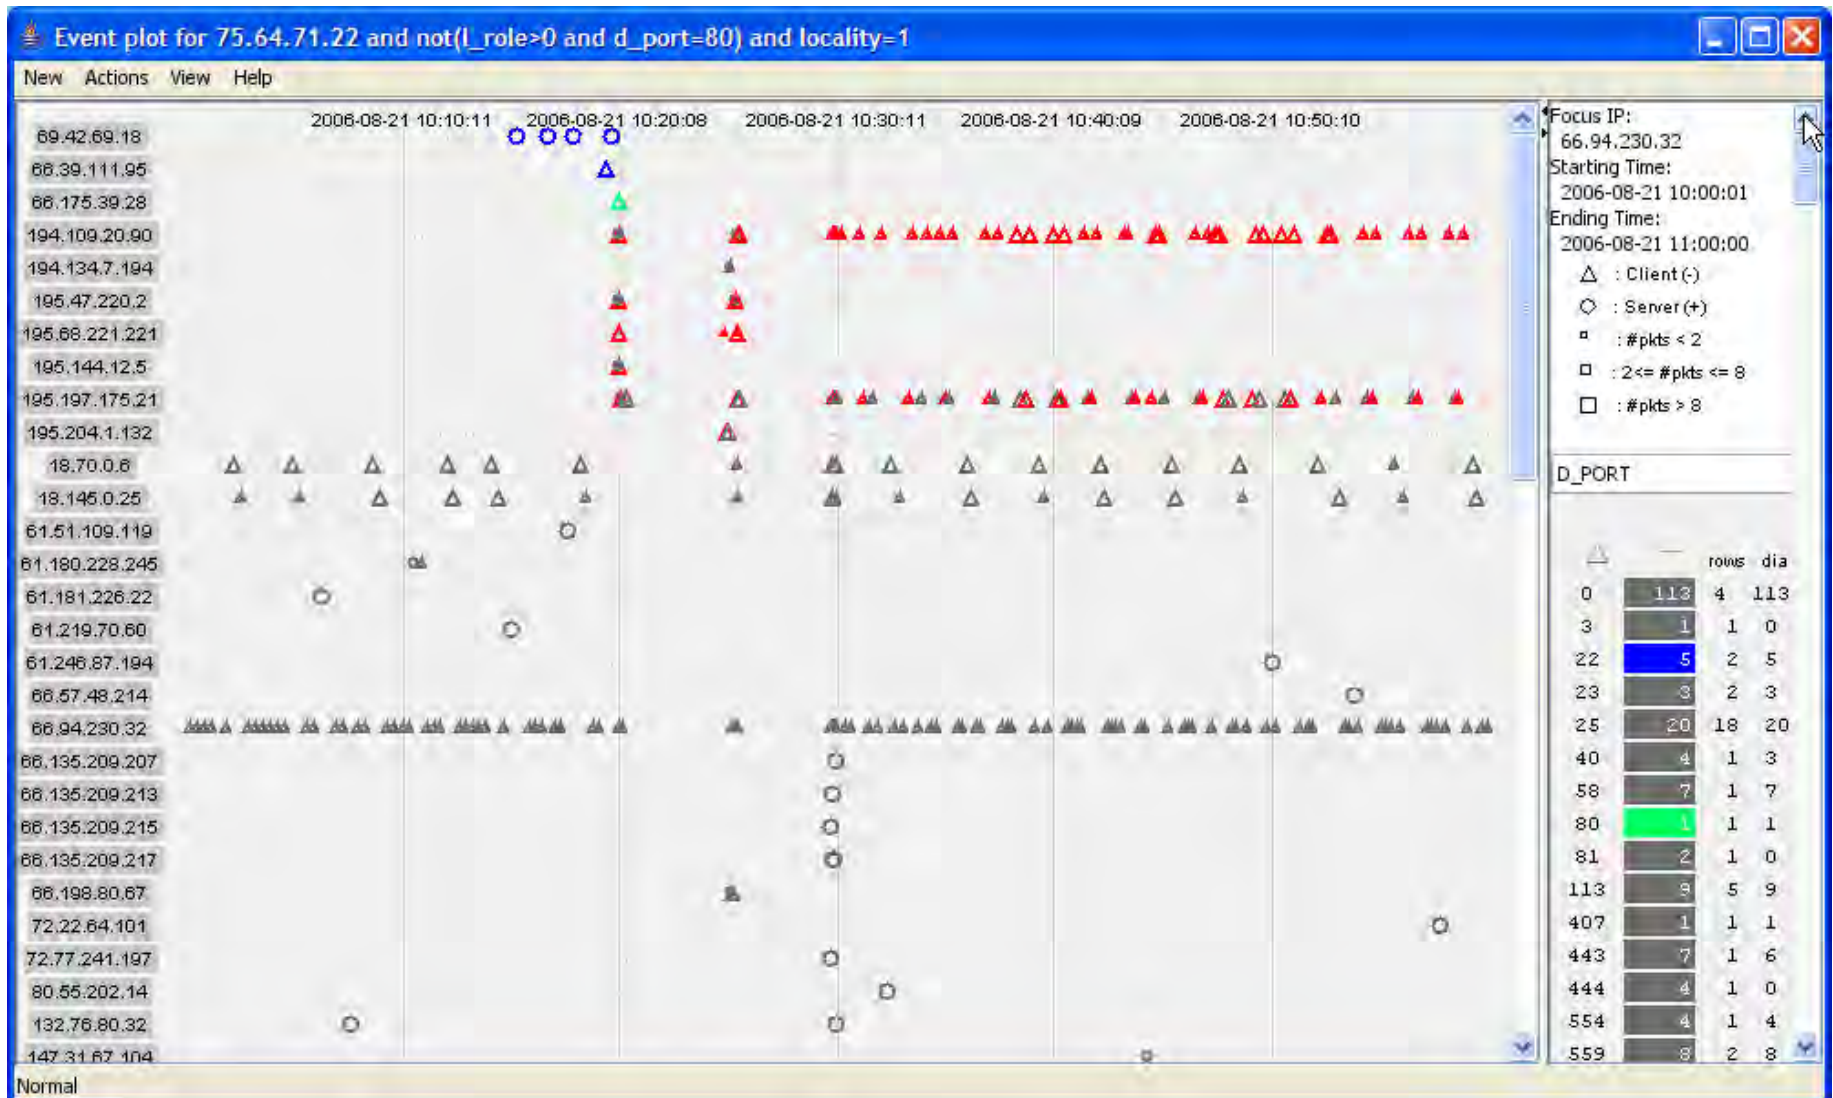 Event plot for 75.64.71.22 and not(l_role>0 and d_port=80) and locality=1
New Actions View Help
2006-08-21 10:10:11 2006-08-21 10:20:08 2006-08-21 10:30:11 2006-08-21 10:40:09 2006-08-21 10:50:10
69.42.69.18
66.39.111.95
66.175.39.28
194.109.20.90
194.134.7.194
195.47.220.2
195.68.221.221
195.144.12.5
195.197.175.21
195.204.1.132
18.70.0.6
18.145.0.25
61.51.109.119
61.180.228.245
61.181.226.22
61.219.70.60
61.246.87.194
66.57.48.214
66.94.230.32
66.135.209.207
66.135.209.213
66.135.209.215
66.135.209.217
66.198.80.67
72.22.64.101
72.77.241.197
80.55.202.14
132.76.80.32
147.31.67.104
Normal
Focus IP:
66.94.230.32
Starting Time:
2006-08-21 10:00:01
Ending Time:
2006-08-21 11:00:00
: Client (-)
: Server (+)
: #pkts < 2
: 2<= #pkts <= 8
: #pkts > 8
D_PORT
rows dia
0 113 4 113
3 1 1 0
22 5 2 5
23 3 2 3
25 20 18 20
40 4 1 3
58 7 1 7
80 1 1 1
81 2 1 0
113 9 5 9
407 1 1 1
443 7 1 6
444 4 1 0
554 4 1 4
559 8 2 8